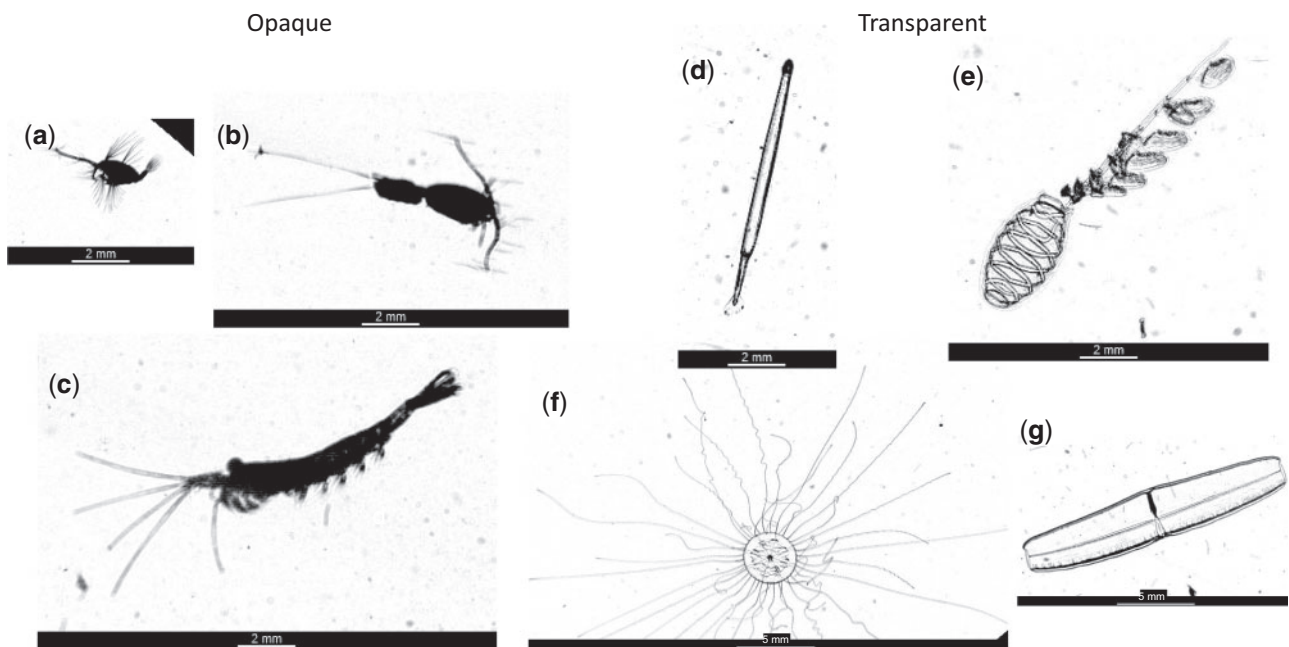 Opaque
Transparent
(a)
2 mm
(b)
2 mm
(c)
2 mm
(d)
2 mm
(e)
2 mm
(f)
5 mm
(g)
5 mm